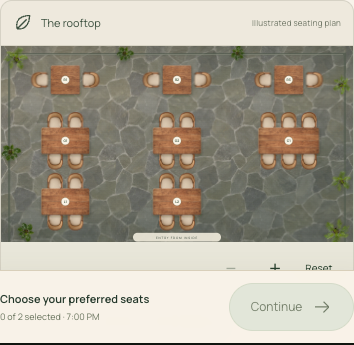 The rooftop
Illustrated seating plan
Reset
Choose your preferred seats
0 of 2 selected · 7:00 PM
Continue